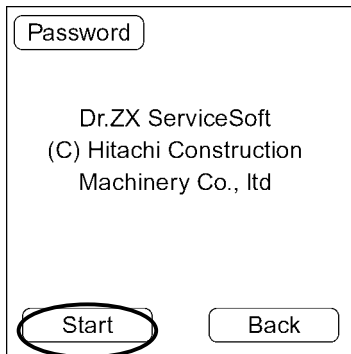 Password
Dr.ZX ServiceSoft
(C) Hitachi Construction
Machinery Co., ltd
Start
Back